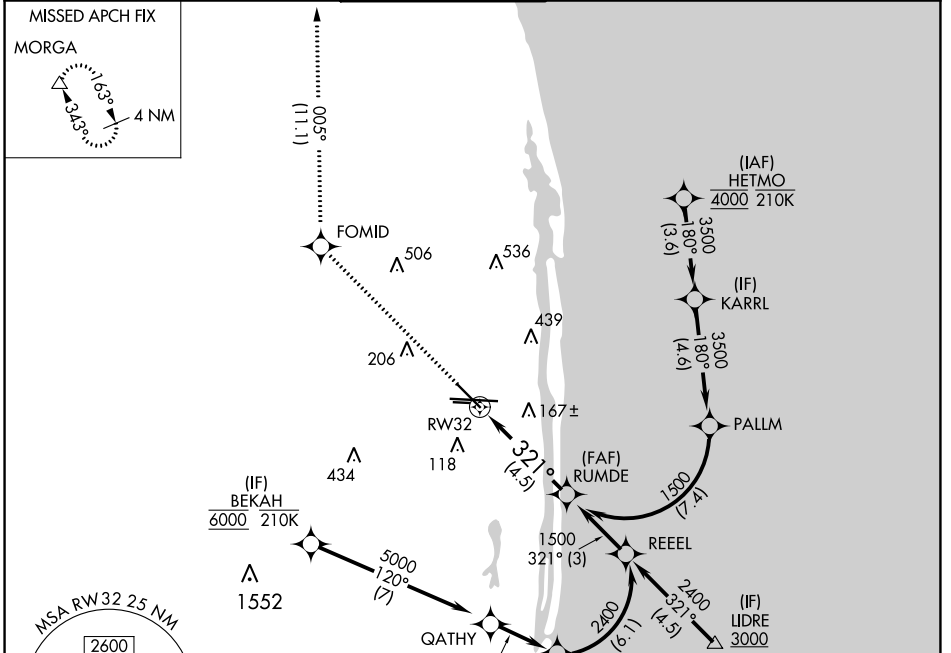 MISSED APCH FIX
MORGA
163°
343°
4 NM
005°
(11.1)
FOMID
506
536
439
206
RW32
167±
118
434
321°
(4.5)
(IAF)
HETMO
4000 210K
3500
180°
(3.6)
(IF)
KARRL
3500
180°
(4.6)
PALLM
(FAF)
RUMDE
1500
(7.4)
1500
321° (3)
REEEL
2400
321°
(4.5)
(IF)
LIDRE
3000
(IF)
BEKAH
6000 210K
5000
120°
(7)
1552
QATHY
2400
(6.1)
MSA RW32 25 NM
2600